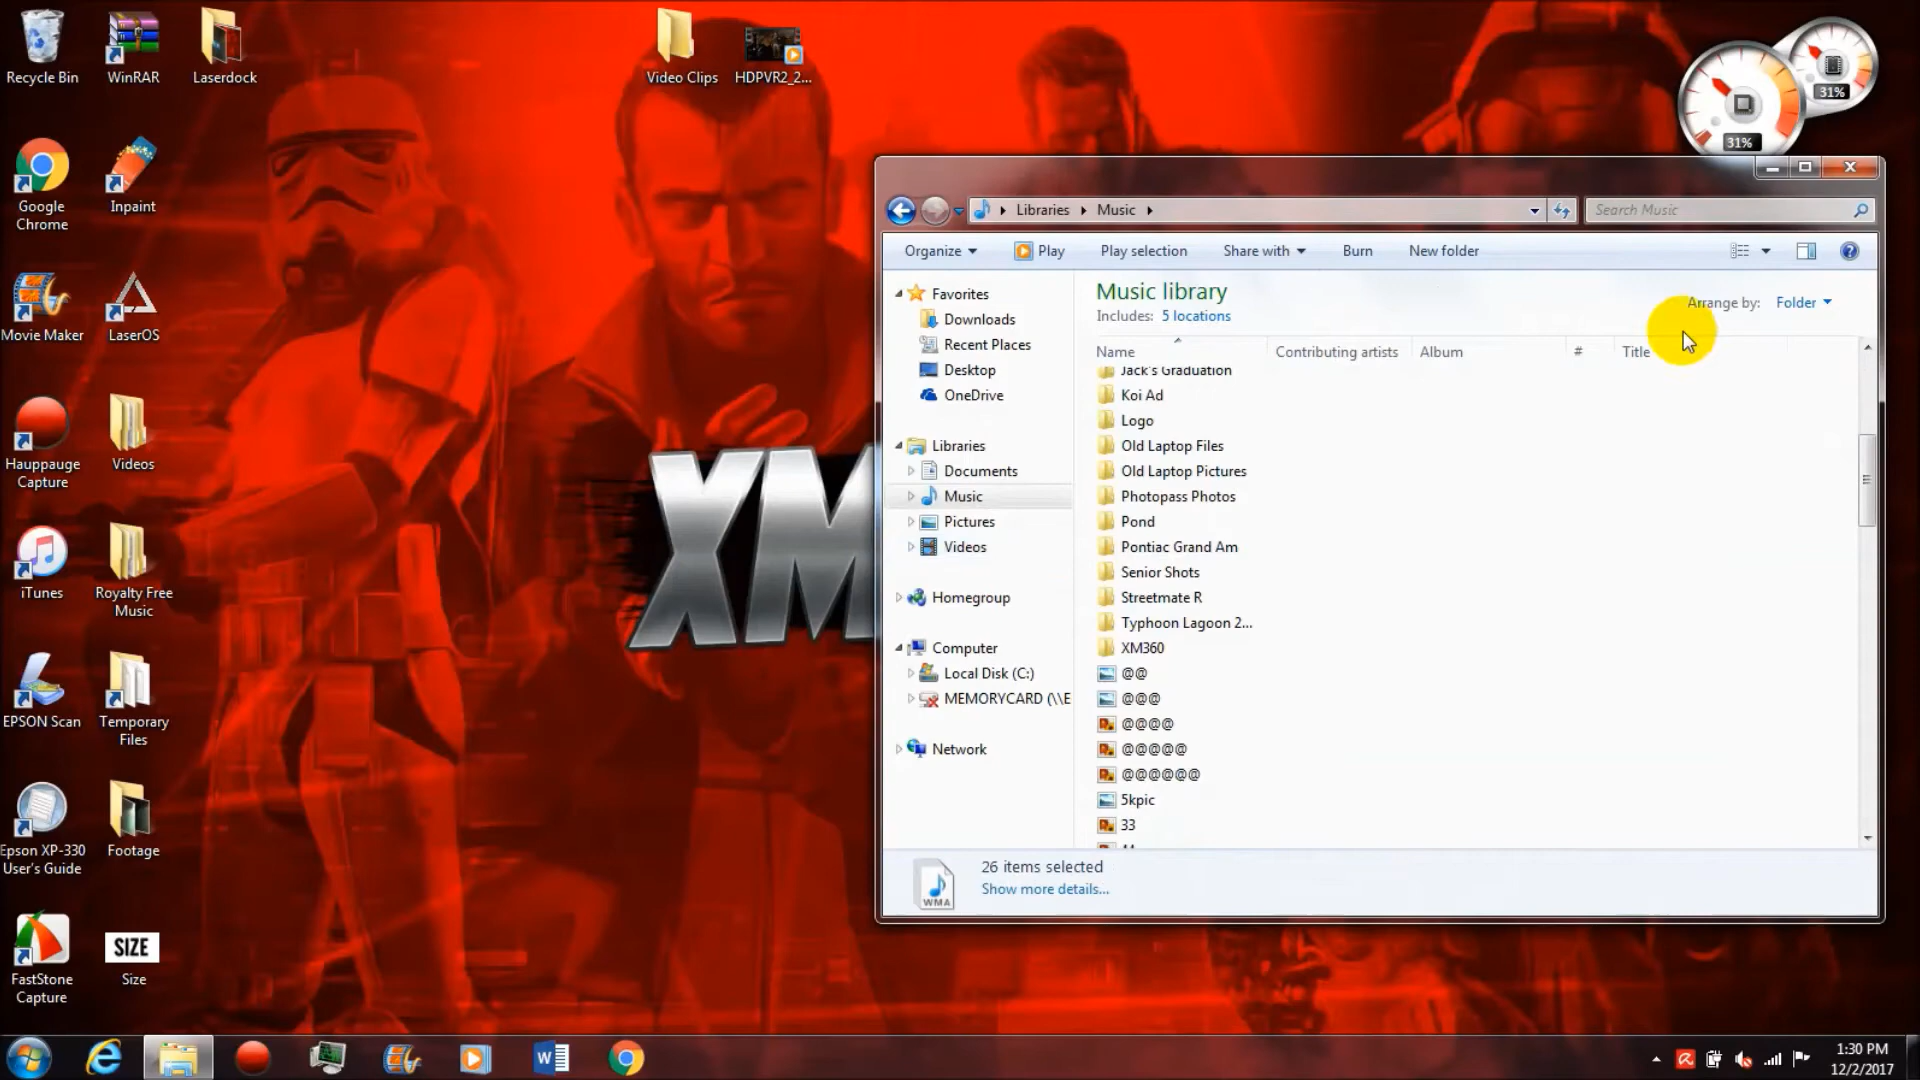 Recycle Bin
WinRAR
Laserdock
Video Clips
HDPVR2_2...
31%
31%
Google
Chrome
Inpaint
Movie Maker
LaserOS
Hauppauge
Capture
Videos
iTunes
Royalty Free
Music
EPSON Scan
Temporary
Files
Epson XP-330
User's Guide
Footage
FastStone
Capture
SIZE
Size
XM
Libraries
Music
Search Music
Organize
Play
Play selection
Share with
Burn
New folder
Favorites
Downloads
Recent Places
Desktop
OneDrive
Libraries
Documents
Music
Pictures
Videos
Homegroup
Computer
Local Disk (C:)
MEMORYCARD (\\E
Network
Music library
Includes: 5 locations
Arrange by: Folder
Name Contributing artists Album # Title
Jack's Graduation
Koi Ad
Logo
Old Laptop Files
Old Laptop Pictures
Photopass Photos
Pond
Pontiac Grand Am
Senior Shots
Streetmate R
Typhoon Lagoon 2...
XM360
@@
@@@
@@@@
@@@@@
@@@@@@
5kpic
33
WMA
26 items selected
Show more details...
1:30 PM
12/2/2017